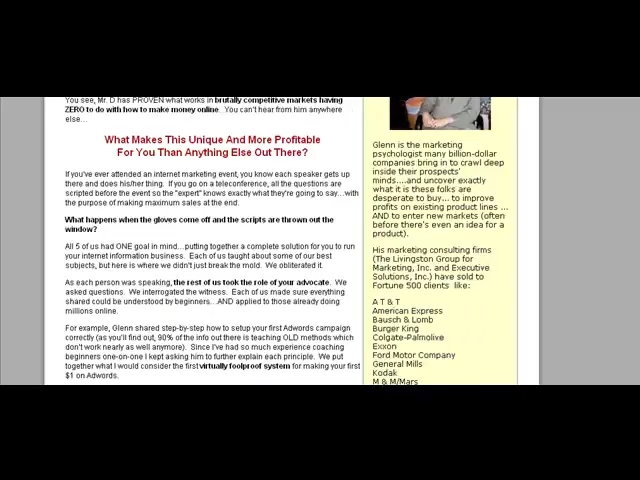 You see, Mr. D has PROVEN what works in brutally competitive markets having
ZERO to do with how to make money online. You can't hear from him anywhere
else...
What Makes This Unique And More Profitable
For You Than Anything Else Out There?
If you've ever attended an internet marketing event, you know each speaker gets up
there and does his/her thing. If you go on a teleconference, all the questions are
scripted before the event so the "expert" knows exactly what they're going to say...with
the purpose of making maximum sales at the end.
What happens when the gloves come off and the scripts are thrown out the
window?
All 5 of us had ONE goal in mind...putting together a complete solution for you to run
your internet information business. Each of us taught about some of our best
subjects, but here is where we didn't just break the mold. We obliterated it.
As each person was speaking, the rest of us took the role of your advocate. We
asked questions. We interrogated the witness. Each of us made sure everything
shared could be understood by beginners...AND applied to those already doing
millions online.
For example, Glenn shared step-by-step how to setup your first Adwords campaign
correctly (as you'll find out, 90% of the info out there is teaching OLD methods which
don't work nearly as well anymore). Since I've had so much experience coaching
beginners one-on-one I kept asking him to further explain each principle. We put
together what I would consider the first virtually foolproof system for making your first
$1 on Adwords.
Glenn is the marketing
psychologist many billion-dollar
companies bring in to crawl deep
inside their prospects'
minds....and uncover exactly
what it is these folks are
desperate to buy... to improve
profits on existing product lines ...
AND to enter new markets (often
before there's even an idea for a
product).
His marketing consulting firms
(The Livingston Group for
Marketing, Inc. and Executive
Solutions, Inc.) have sold to
Fortune 500 clients like:
A T & T
American Express
Bausch & Lomb
Burger King
Colgate-Palmolive
Exxon
Ford Motor Company
General Mills
Kodak
M & M/Mars